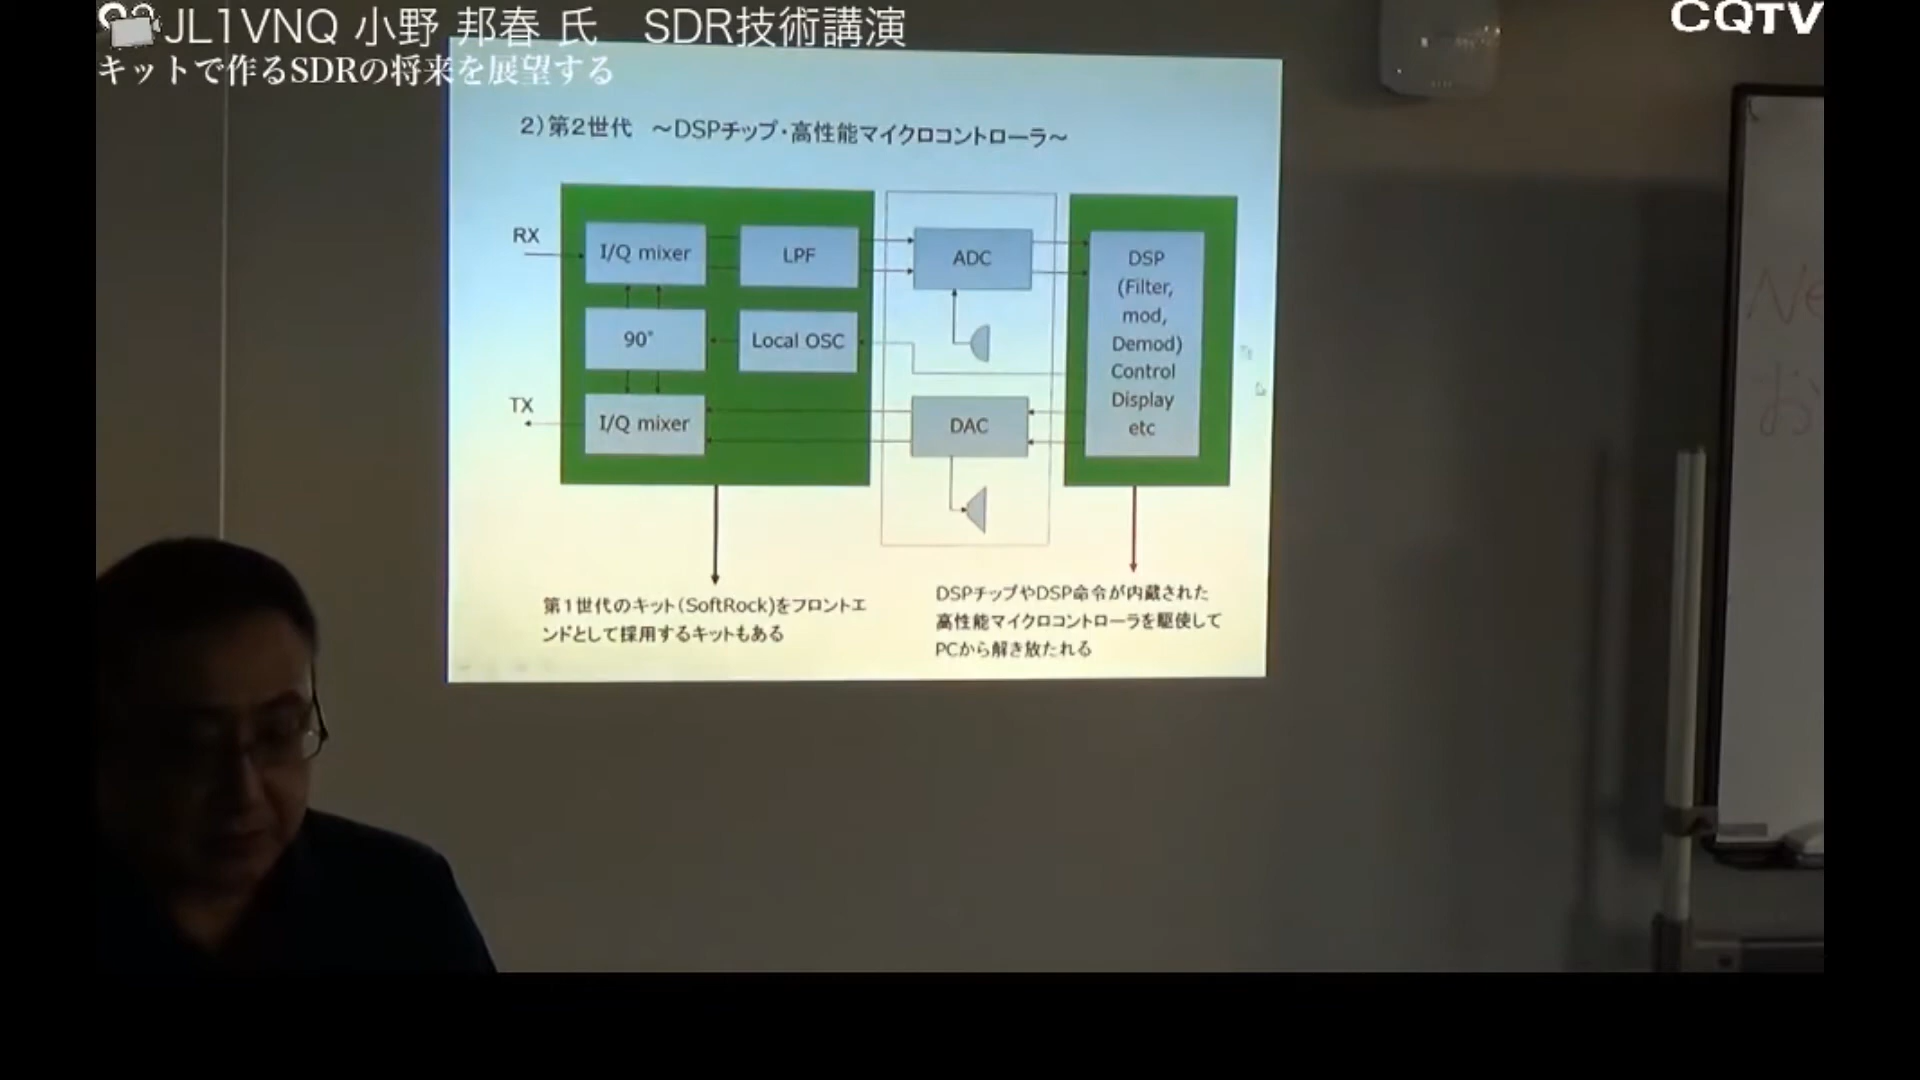 JL1VNQ 小野 邦春 氏　SDR技術講演
CQTV
キットで作るSDRの将来を展望する
2)第2世代　～DSPチップ・高性能マイクロコントローラ～
RX
I/Q mixer
LPF
ADC
DSP
(Filter,
mod,
Demod)
Control
Display
etc
90°
Local OSC
TX
I/Q mixer
DAC
第1世代のキット(SoftRock)をフロントエ
ンドとして採用するキットもある
DSPチップやDSP命令が内蔵された
高性能マイクロコントローラを駆使して
PCから解き放たれる
Ne